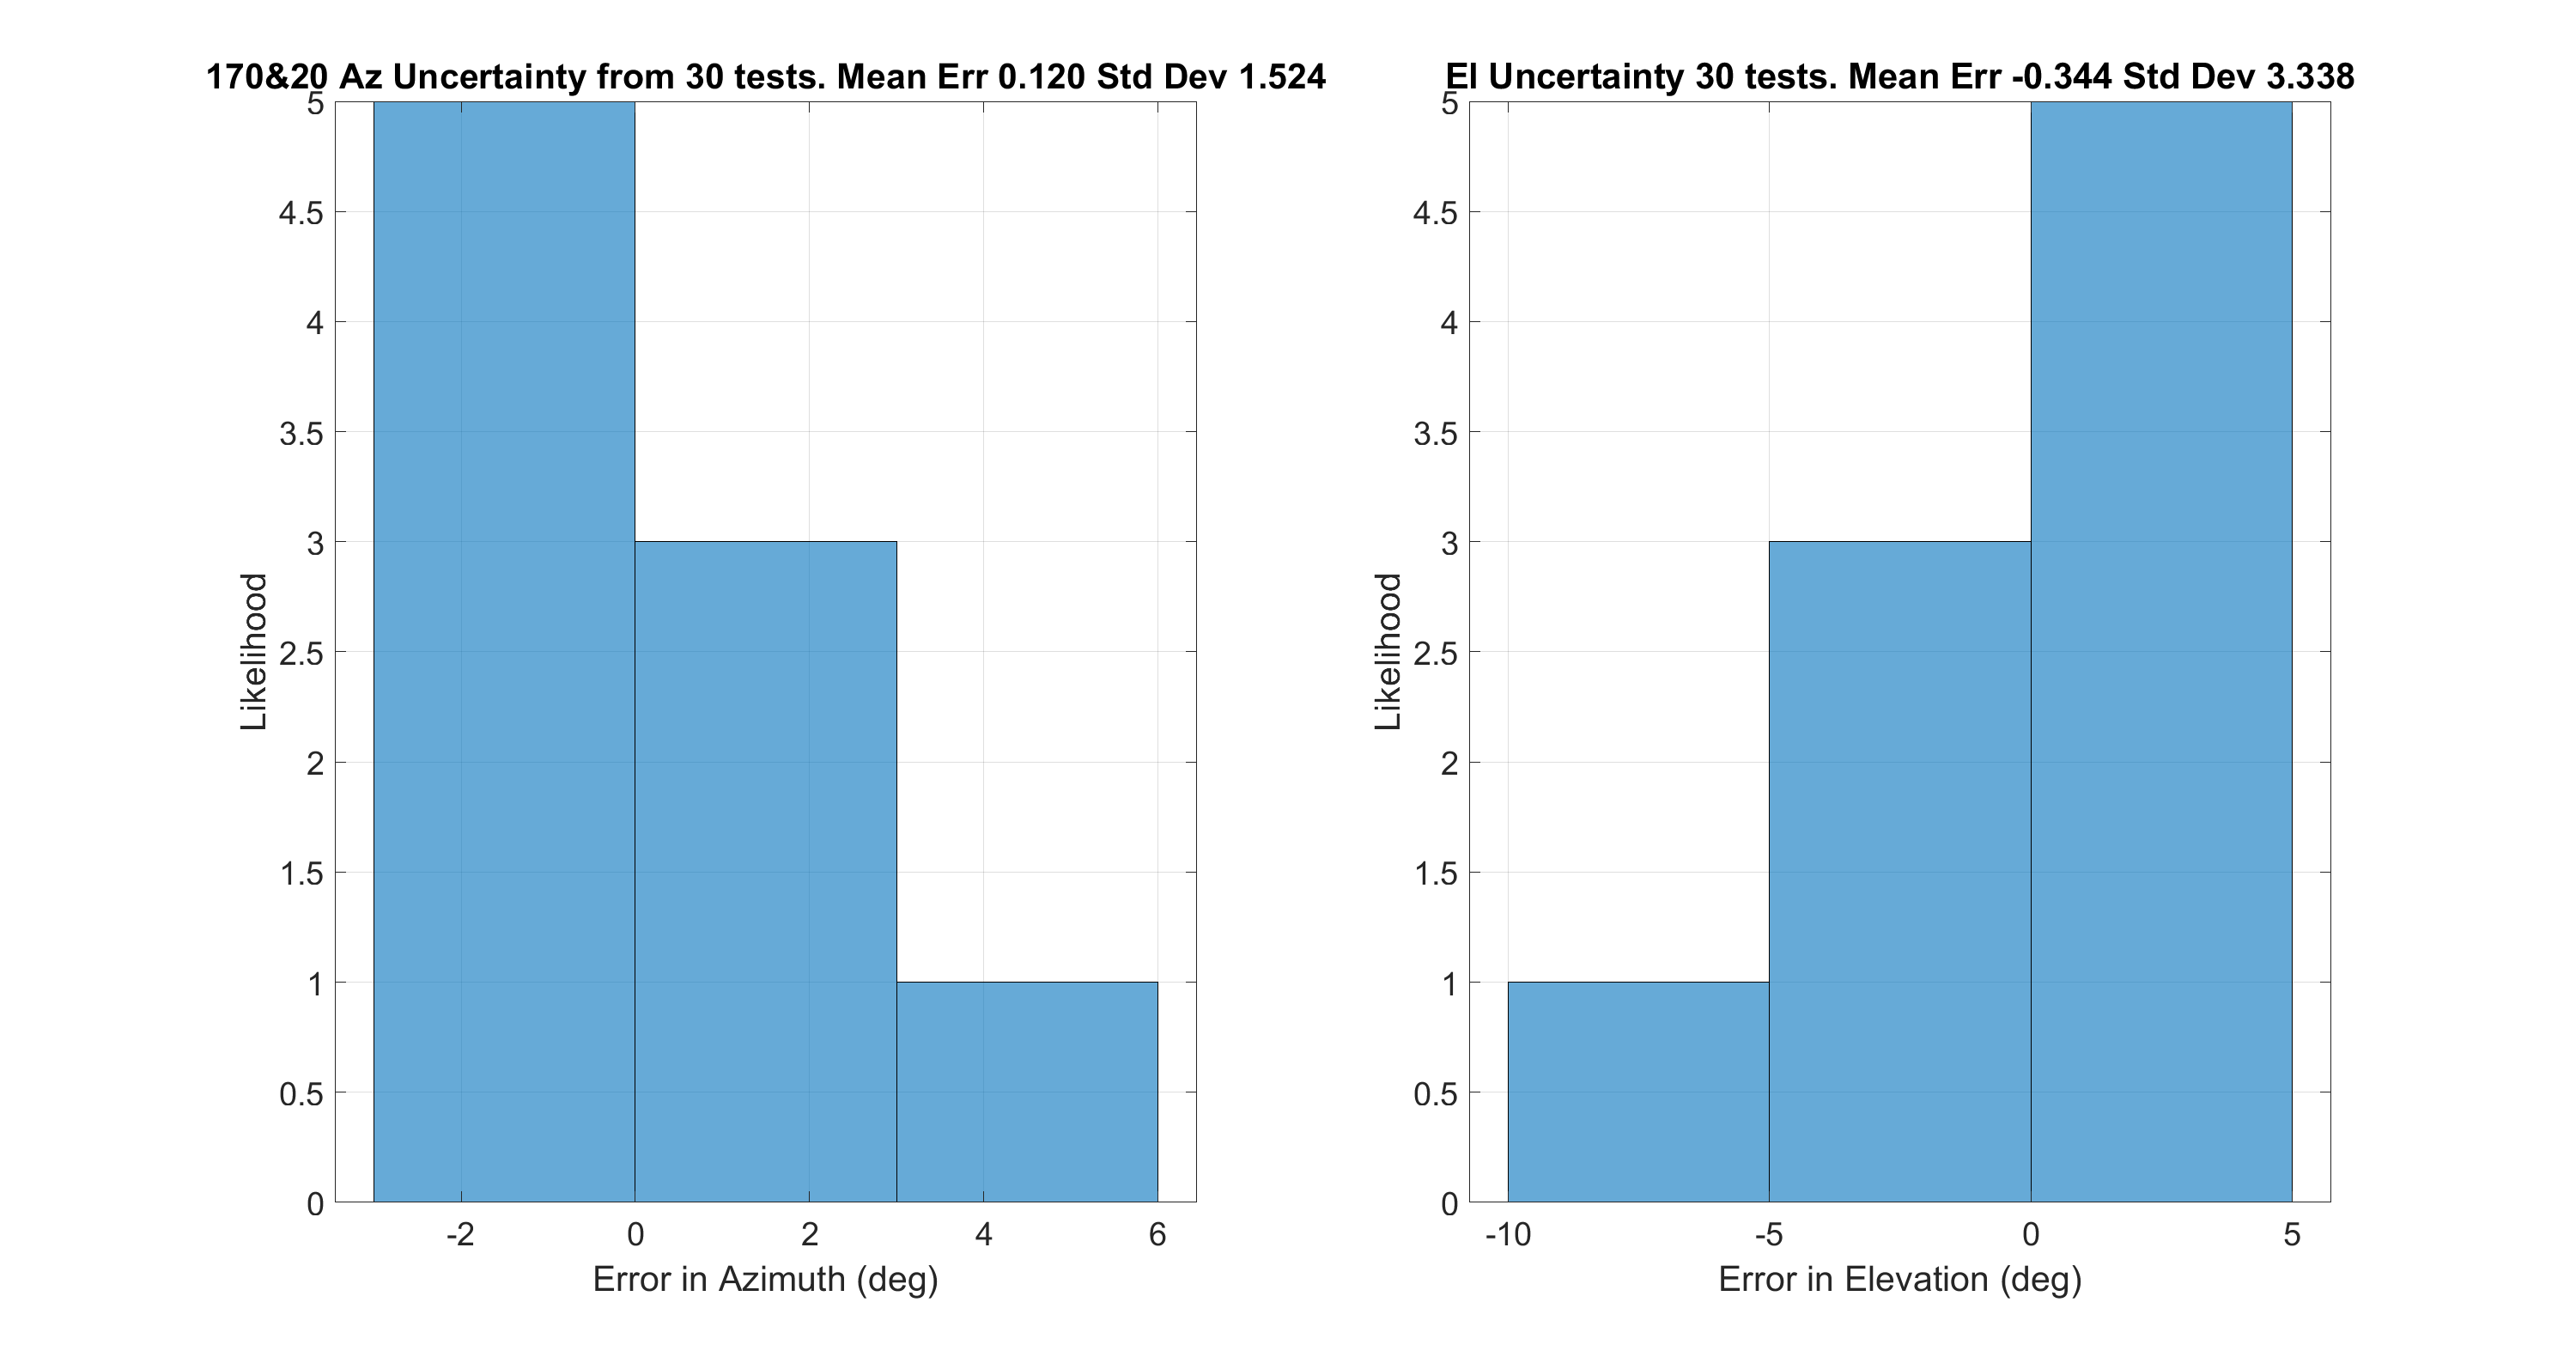 170&20 Az Uncertainty from 30 tests. Mean Err 0.120 Std Dev 1.524
5
4.5
4
3.5
3
2.5
2
1.5
1
0.5
0
Likelihood
-2 0 2 4 6
Error in Azimuth (deg)
El Uncertainty 30 tests. Mean Err -0.344 Std Dev 3.338
5
4.5
4
3.5
3
2.5
2
1.5
1
0.5
0
Likelihood
-10 -5 0 5
Error in Elevation (deg)